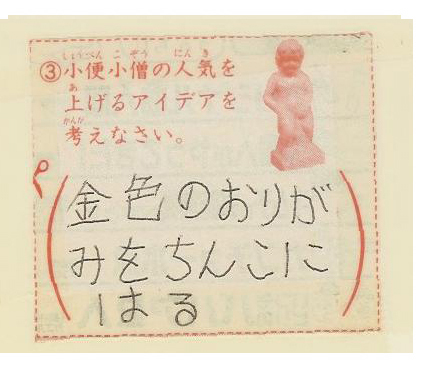 ③小便小僧の人気を
上げるアイデアを
考えなさい。
金色のおりが
みをちんこに
はる